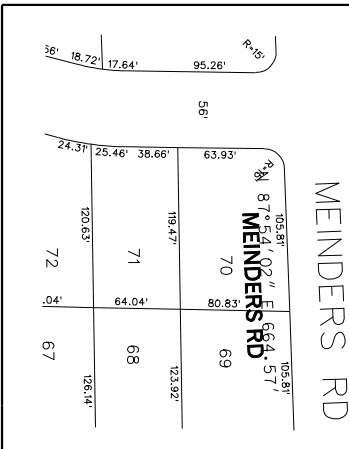 56' 18.72' 17.64' 95.26' R=15'
56'
24.31' 25.46' 38.66' 63.93'
MEINDERS RD
N 87° 54' 02" E 664.57'
MEINDERS RD.
105.81' 105.81'
120.63' 119.47'
72 71 70
.04' 64.04' 80.83'
67 68 69
126.14' 123.92'